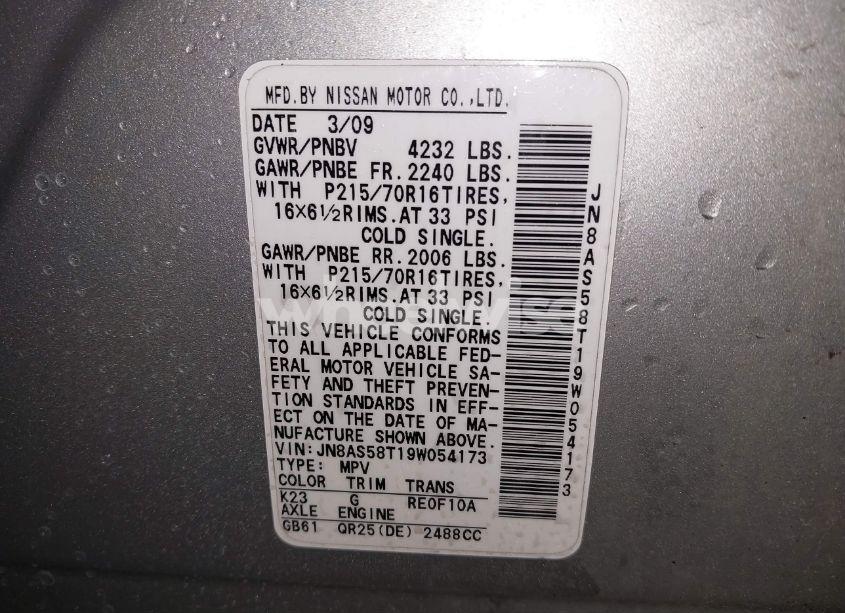 MFD.BY NISSAN MOTOR CO.,LTD.
DATE 3/09
GVWR/PNBV 4232 LBS.
GAWR/PNBE FR.2240 LBS.
WITH P215/70R16TIRES,
16×6½RIMS.AT 33 PSI
COLD SINGLE.
GAWR/PNBE RR.2006 LBS.
WITH P215/70R16TIRES,
16×6½RIMS.AT 33 PSI
COLD SINGLE.
THIS VEHICLE CONFORMS
TO ALL APPLICABLE FED-
ERAL MOTOR VEHICLE SA-
FETY AND THEFT PREVEN-
TION STANDARDS IN EFF-
ECT ON THE DATE OF MA-
NUFACTURE SHOWN ABOVE.
VIN:JN8AS58T19W054173
TYPE: MPV
COLOR TRIM TRANS
K23 G RE0F10A
AXLE ENGINE
GB61 QR25(DE) 2488CC
JN8AS58T19W054173